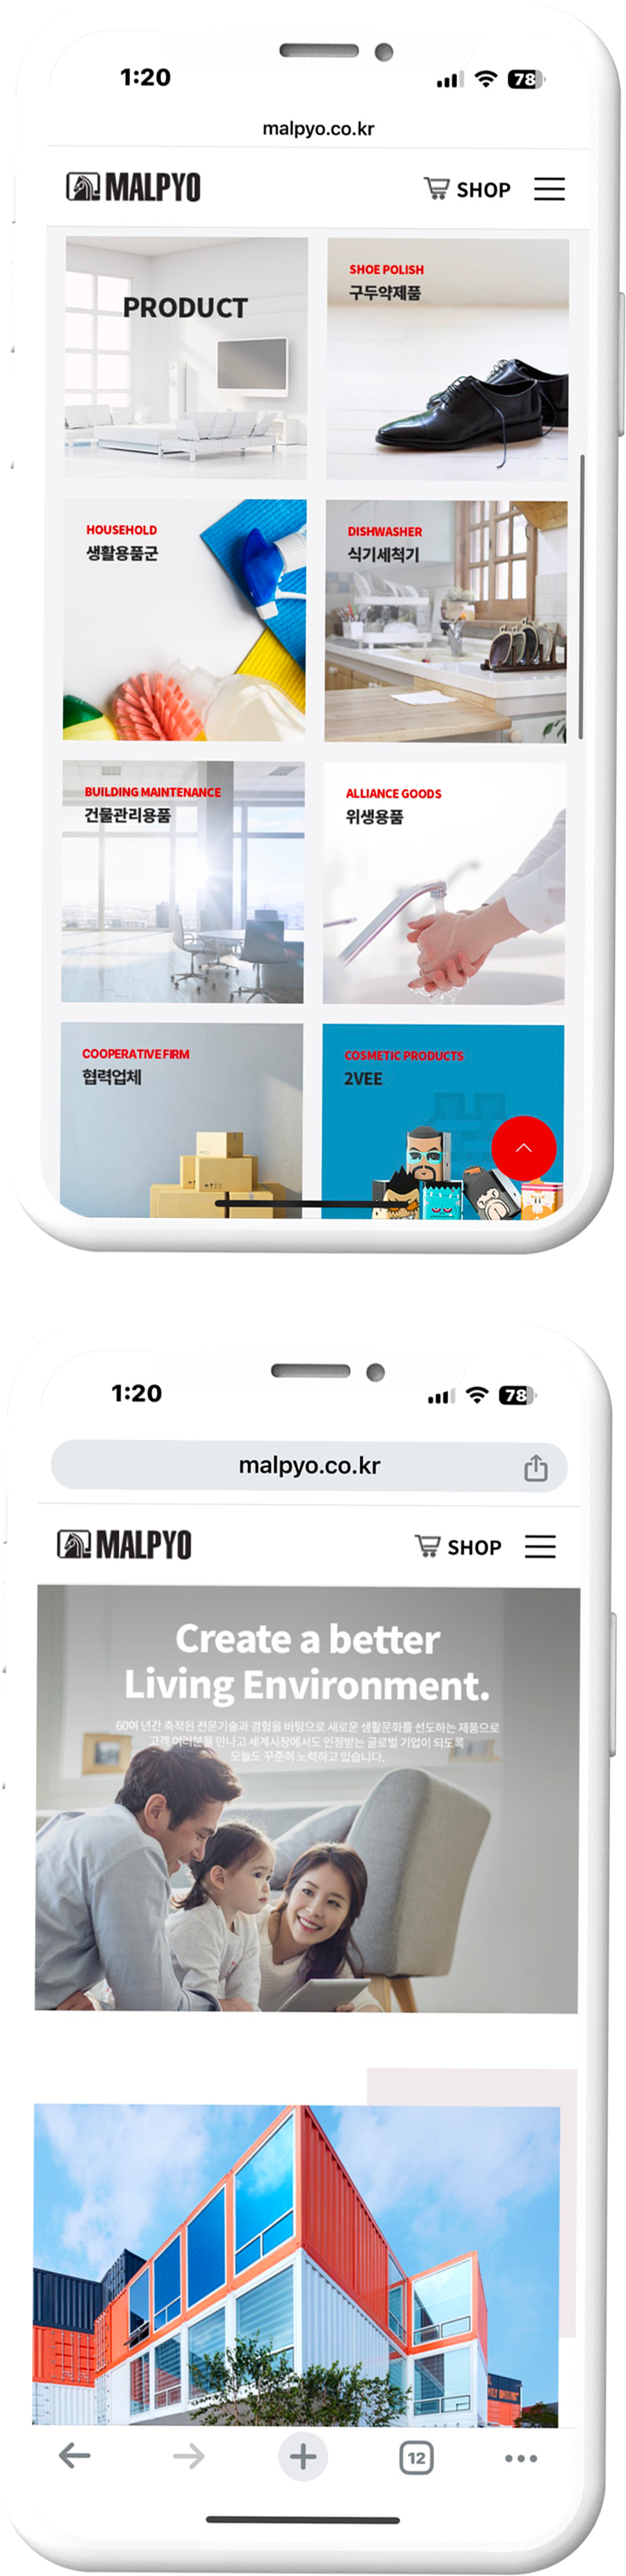 1:20
78
malpyo.co.kr
MALPYO
SHOP
PRODUCT
SHOE POLISH
구두약제품
HOUSEHOLD
생활용품군
DISHWASHER
식기세척기
BUILDING MAINTENANCE
건물관리용품
ALLIANCE GOODS
위생용품
COOPERATIVE FIRM
협력업체
COSMETIC PRODUCTS
2VEE
1:20
78
malpyo.co.kr
MALPYO
SHOP
Create a better
Living Environment.
60여 년간 축적된 전문기술과 경험을 바탕으로 새로운 생활문화를 선도하는 제품으로
고객 여러분을 만나고 세계시장에서도 인정받는 글로벌 기업이 되도록
오늘도 꾸준히 노력하고 있습니다.
12